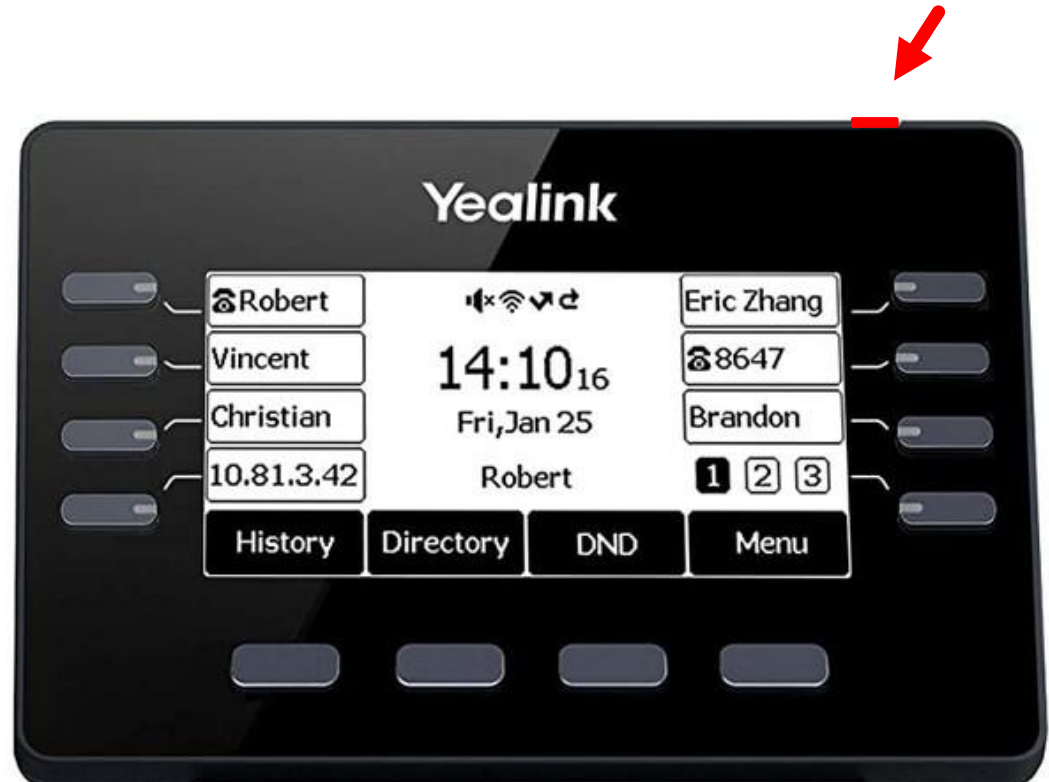 Yealink
Robert
Eric Zhang
Vincent
14:10 16
8647
Christian
Fri,Jan 25
Brandon
10.81.3.42
Robert
1 2 3
History
Directory
DND
Menu